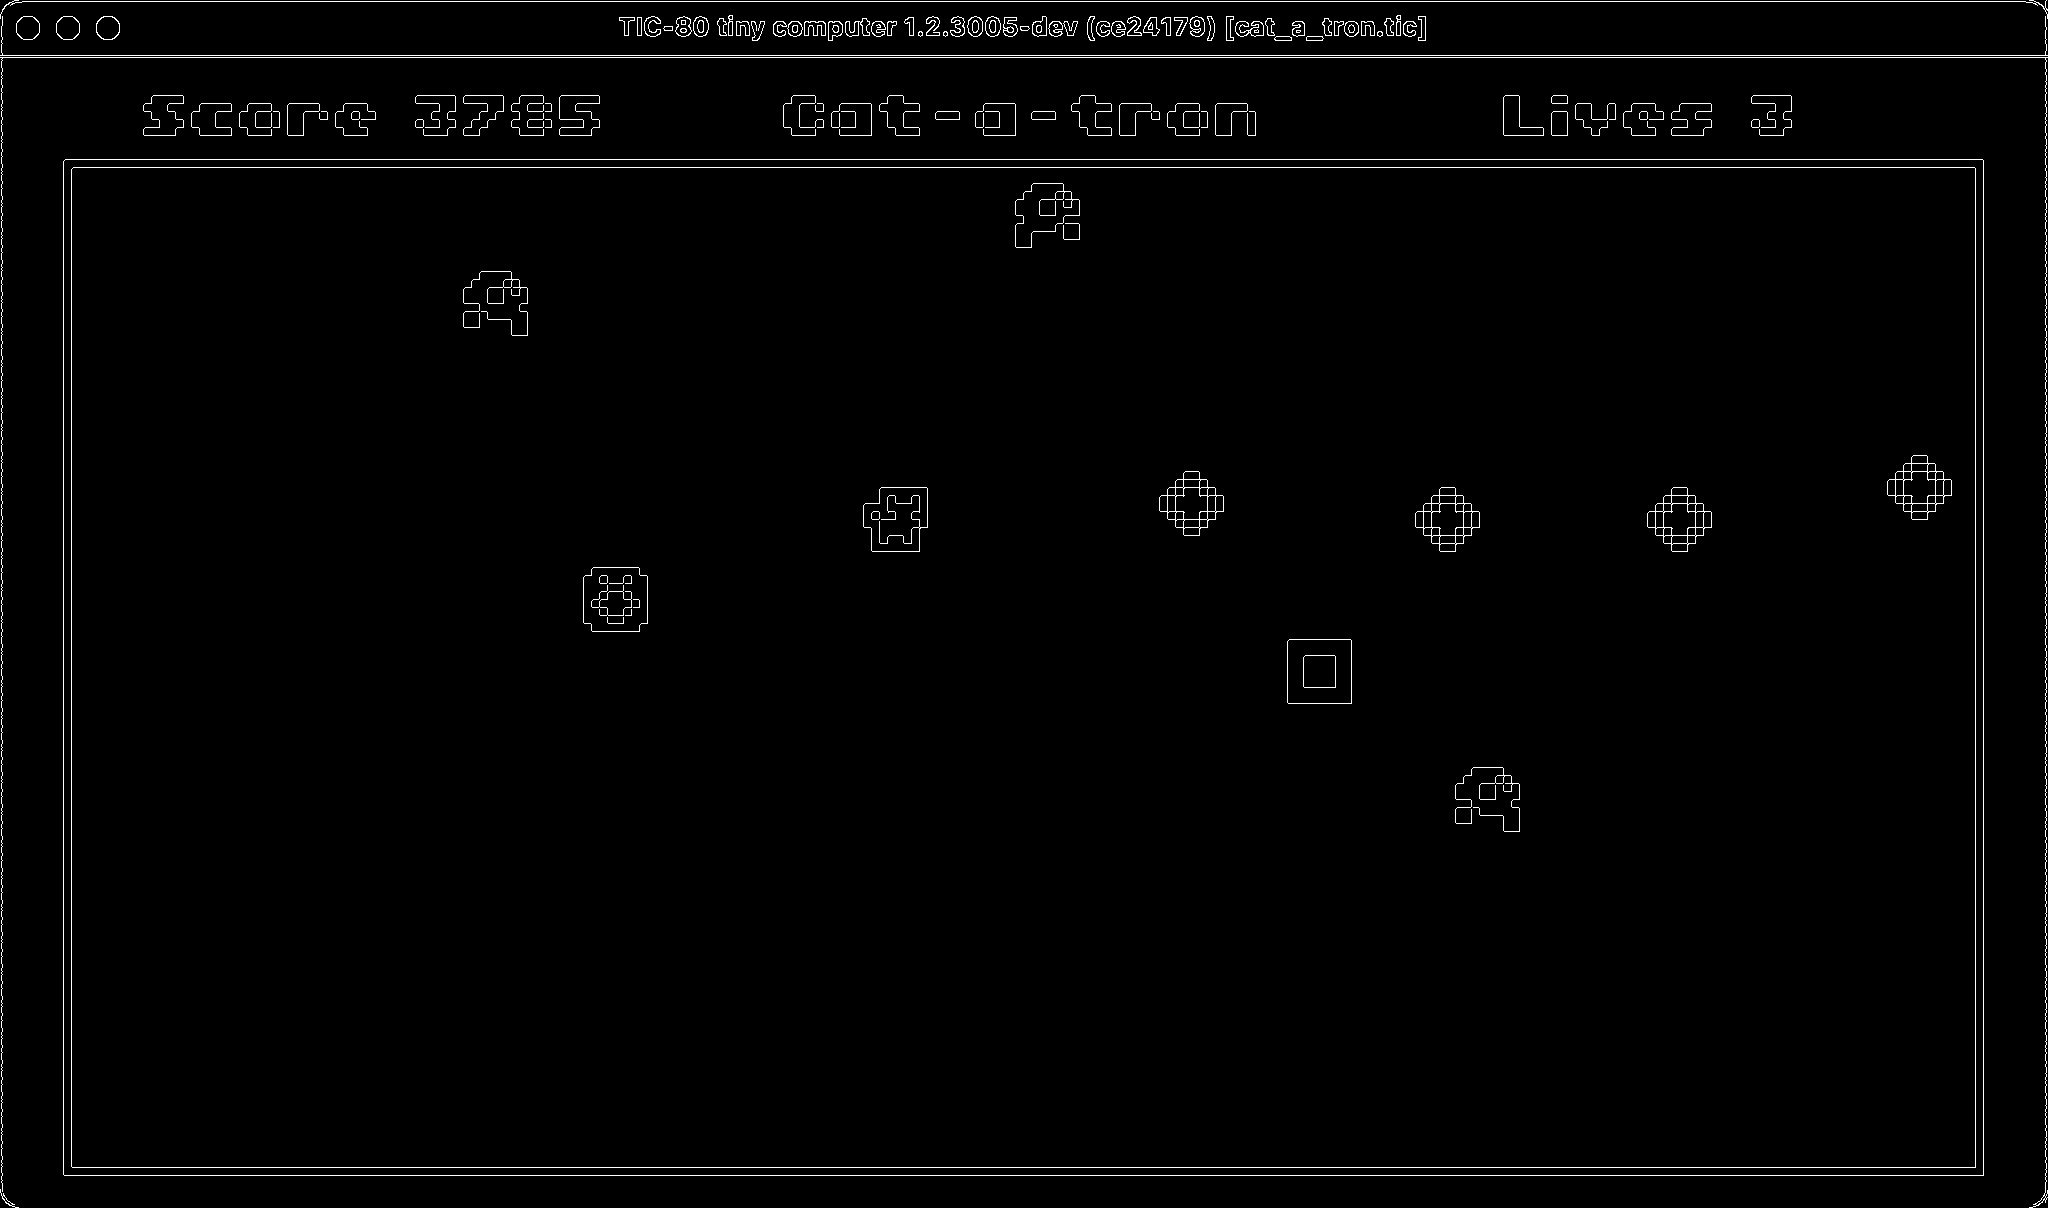 TIC-80 tiny computer 1.2.3005-dev (ce24179) [cat_a_tron.tic]
Score 3785 Cat-a-tron Lives 3